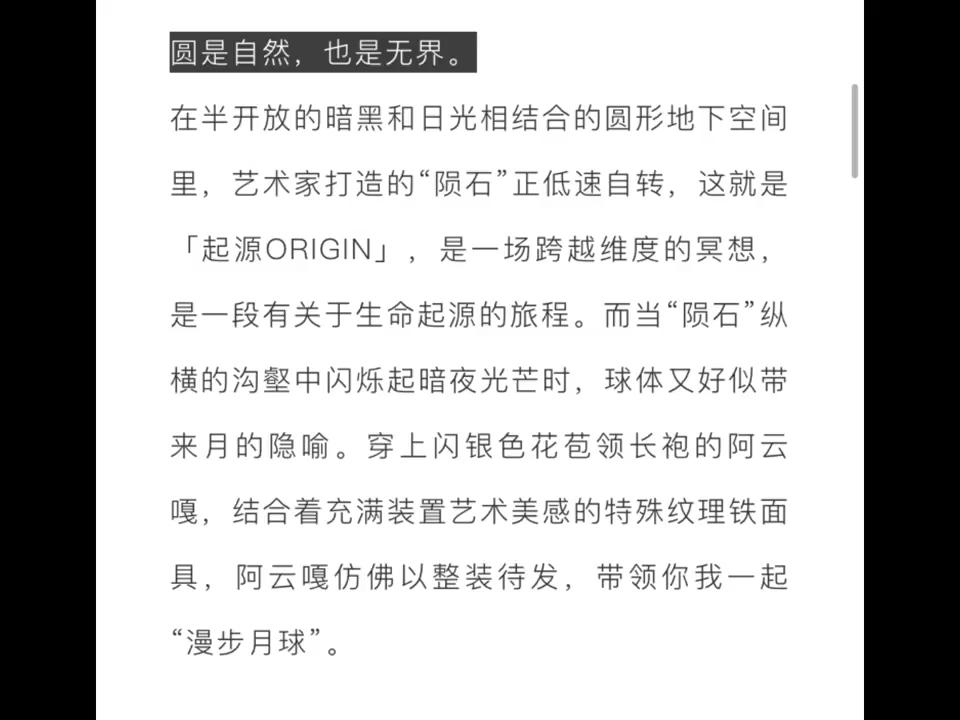 圆是自然，也是无界。
在半开放的暗黑和日光相结合的圆形地下空间
里，艺术家打造的“陨石”正低速自转，这就是
「起源ORIGIN」，是一场跨越维度的冥想，
是一段有关于生命起源的旅程。而当“陨石”纵
横的沟壑中闪烁起暗夜光芒时，球体又好似带
来月的隐喻。穿上闪银色花苞领长袍的阿云
嘎，结合着充满装置艺术美感的特殊纹理铁面
具，阿云嘎仿佛以整装待发，带领你我一起
“漫步月球”。